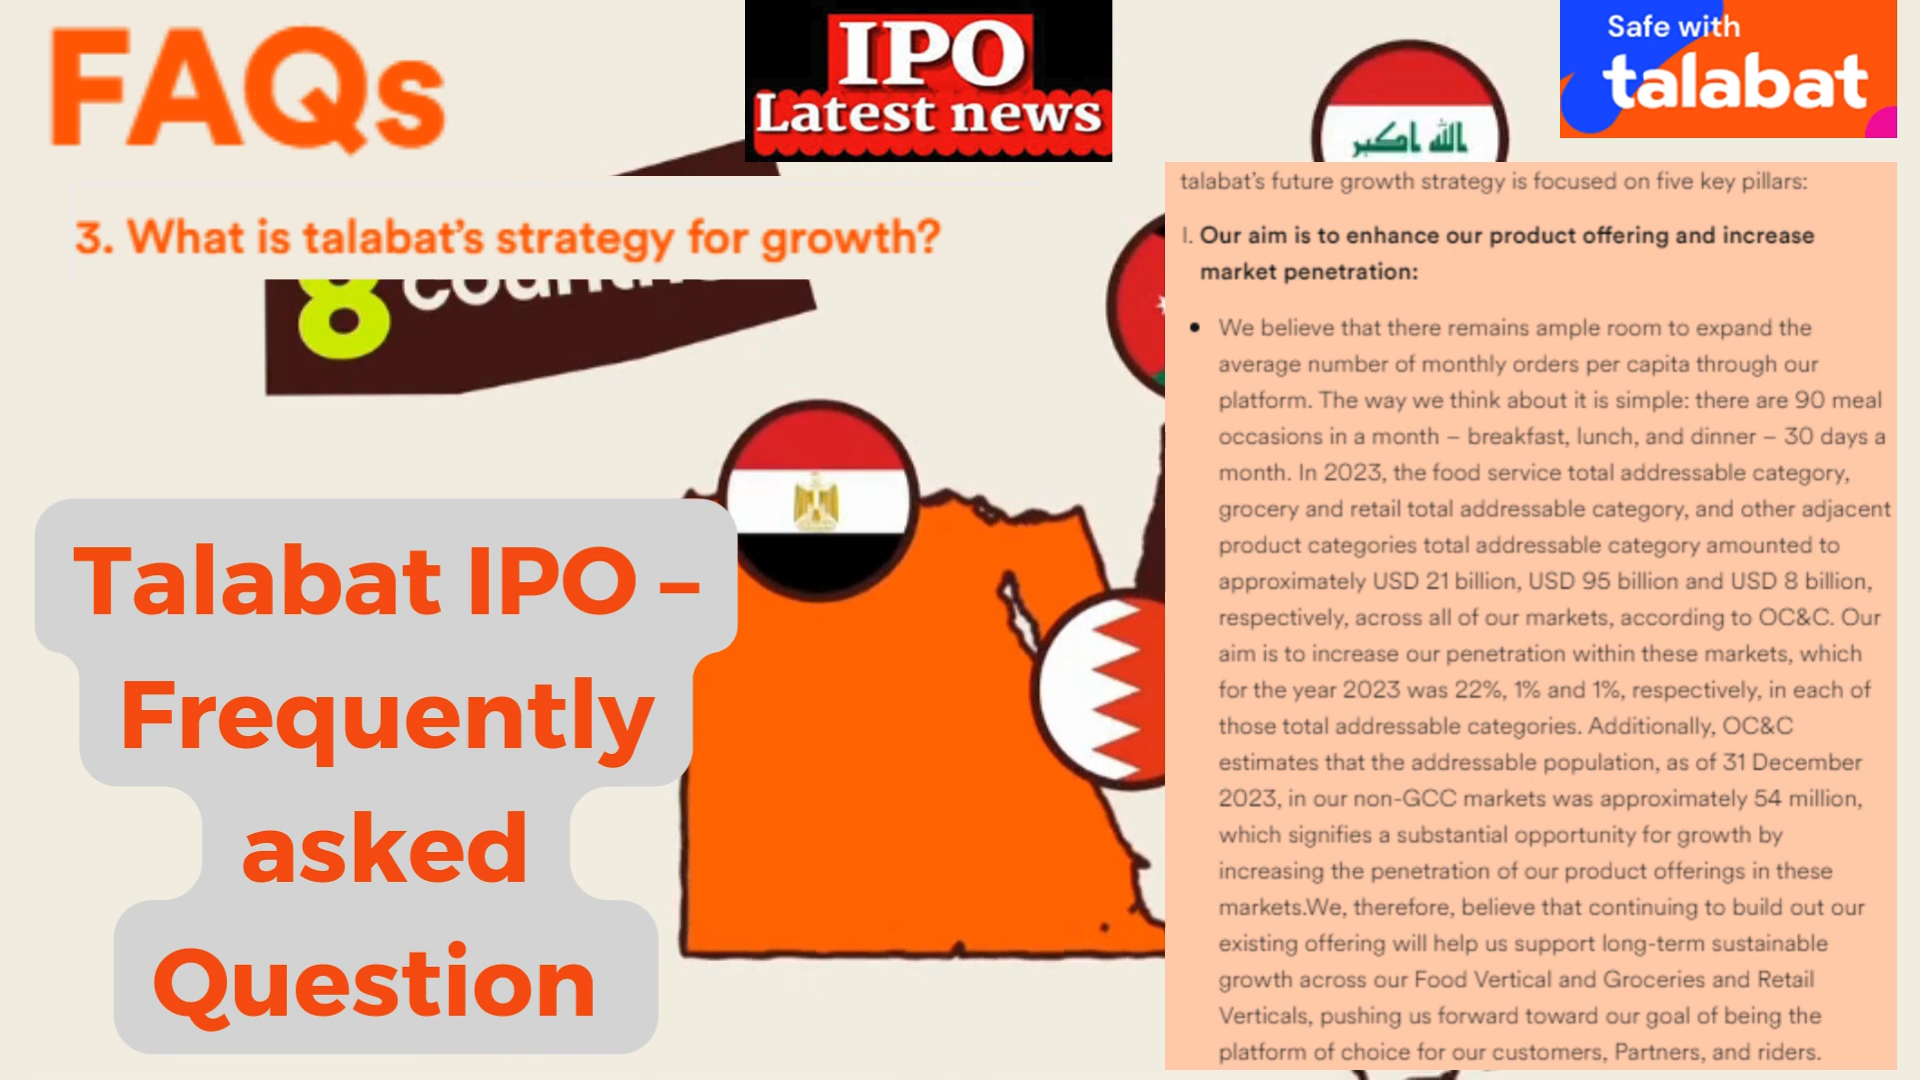 FAQs
IPO
Latest news
Safe with
talabat
الله اكبر
3. What is talabat's strategy for growth?
8
Talabat IPO –
Frequently
asked
Question
talabat's future growth strategy is focused on five key pillars:
I. Our aim is to enhance our product offering and increase
market penetration:
• We believe that there remains ample room to expand the
average number of monthly orders per capita through our
platform. The way we think about it is simple: there are 90 meal
occasions in a month – breakfast, lunch, and dinner – 30 days a
month. In 2023, the food service total addressable category,
grocery and retail total addressable category, and other adjacent
product categories total addressable category amounted to
approximately USD 21 billion, USD 95 billion and USD 8 billion,
respectively, across all of our markets, according to OC&C. Our
aim is to increase our penetration within these markets, which
for the year 2023 was 22%, 1% and 1%, respectively, in each of
those total addressable categories. Additionally, OC&C
estimates that the addressable population, as of 31 December
2023, in our non-GCC markets was approximately 54 million,
which signifies a substantial opportunity for growth by
increasing the penetration of our product offerings in these
markets.We, therefore, believe that continuing to build out our
existing offering will help us support long-term sustainable
growth across our Food Vertical and Groceries and Retail
Verticals, pushing us forward toward our goal of being the
platform of choice for our customers, Partners, and riders.